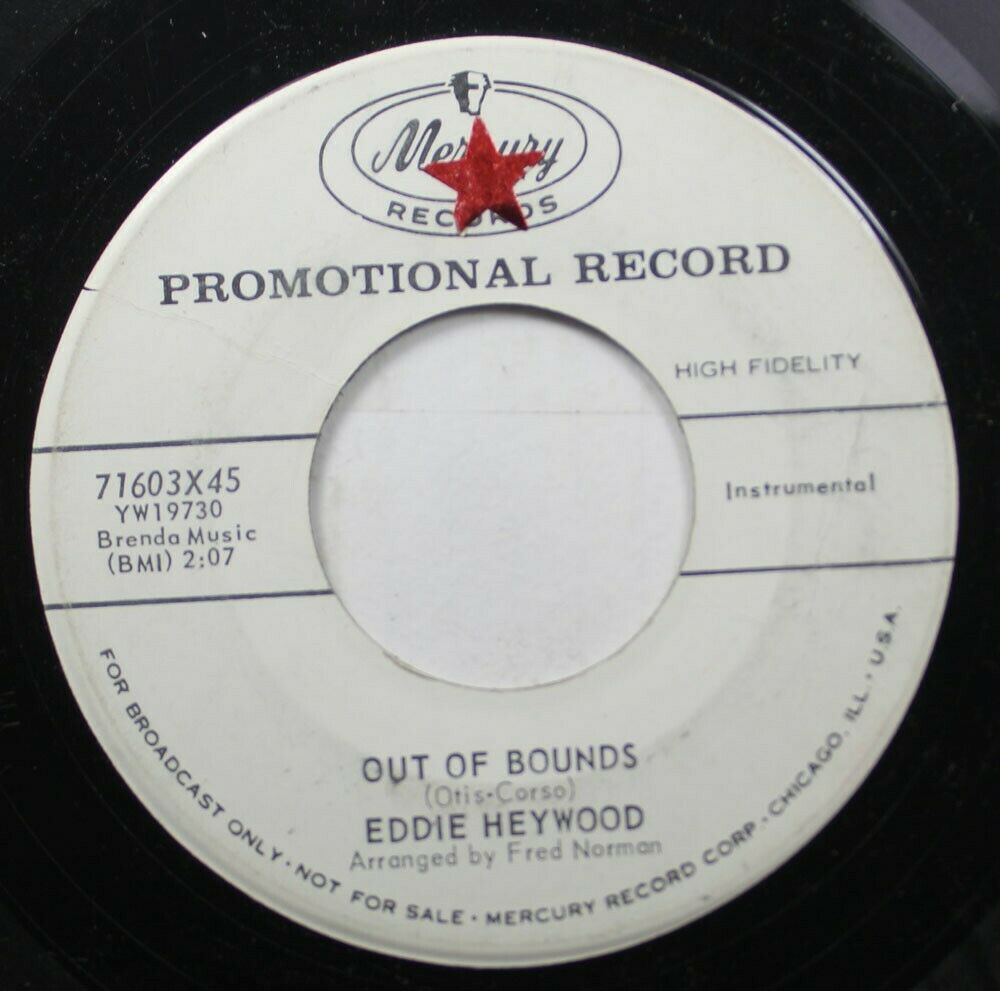 Mercury
RECORDS
PROMOTIONAL RECORD
HIGH FIDELITY
71603X45
YW19730
Brenda Music
(BMI) 2:07
Instrumental
OUT OF BOUNDS
(Otis-Corso)
EDDIE HEYWOOD
Arranged by Fred Norman
FOR BROADCAST ONLY • NOT FOR SALE • MERCURY RECORD CORP. • CHICAGO, ILL., U.S.A.